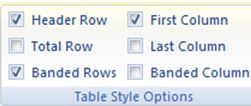 Header Row First Column
Total Row Last Column
Banded Rows Banded Column
Table Style Options